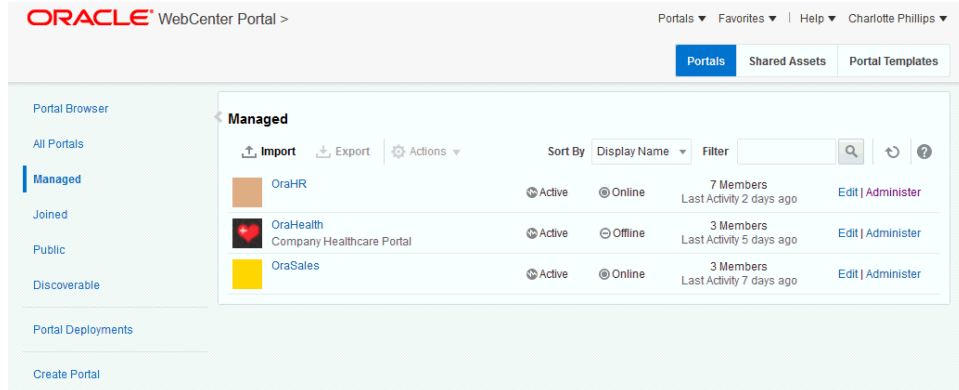 ORACLE® WebCenter Portal >
Portals Favorites Help Charlotte Phillips
Portals Shared Assets Portal Templates
Portal Browser
All Portals
Managed
Joined
Public
Discoverable
Portal Deployments
Create Portal
Managed
Import Export Actions Sort By Display Name Filter
OraHR Active Online 7 Members Edit | Administer
Last Activity 2 days ago
OraHealth Active Offline 3 Members Edit | Administer
Company Healthcare Portal Last Activity 5 days ago
OraSales Active Online 3 Members Edit | Administer
Last Activity 7 days ago